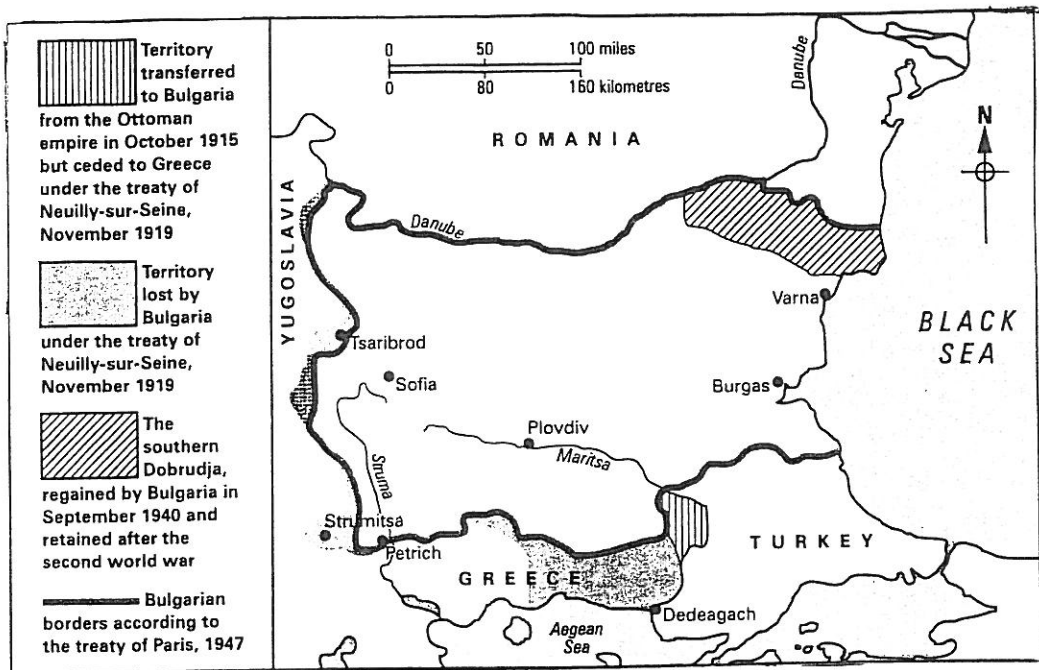 Territory
transferred
to Bulgaria
from the Ottoman
empire in October 1915
but ceded to Greece
under the treaty of
Neuilly-sur-Seine,
November 1919
Territory
lost by
Bulgaria
under the treaty of
Neuilly-sur-Seine,
November 1919
The
southern
Dobrudja,
regained by Bulgaria in
September 1940 and
retained after the
second world war
Bulgarian
borders according to
the treaty of Paris, 1947
0 50 100 miles
0 80 160 kilometres
Danube
N
ROMANIA
YUGOSLAVIA
Danube
Varna
BLACK
SEA
Tsaribrod
Sofia
Burgas
Plovdiv
Maritsa
Struma
Strumitsa
Petrich
TURKEY
GREECE
Dedeagach
Aegean
Sea